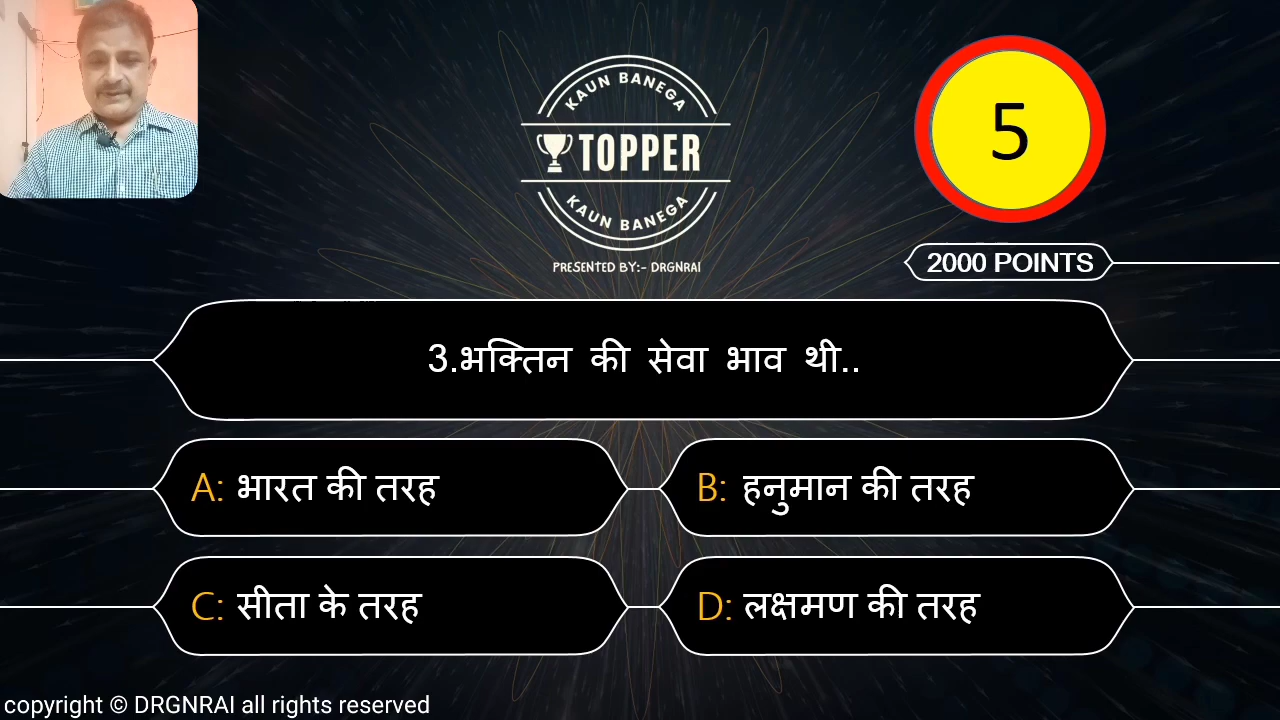 KAUN BANEGA
TOPPER
KAUN BANEGA
PRESENTED BY:- DRGNRAI
5
2000 POINTS
3.भक्तिन की सेवा भाव थी..
A: भारत की तरह
B: हनुमान की तरह
C: सीता के तरह
D: लक्षमण की तरह
copyright © DRGNRAI all rights reserved